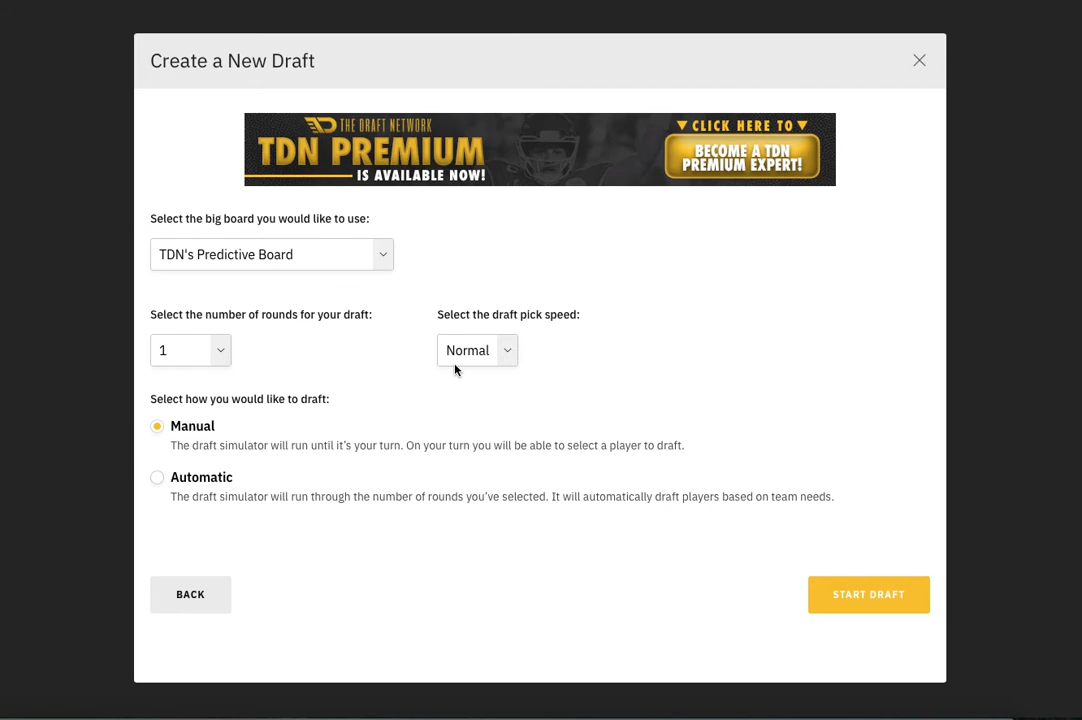 Create a New Draft
THE DRAFT NETWORK
TDN PREMIUM
IS AVAILABLE NOW!
CLICK HERE TO
BECOME A TDN
PREMIUM EXPERT!
Select the big board you would like to use:
TDN's Predictive Board
Select the number of rounds for your draft:
Select the draft pick speed:
1
Normal
Select how you would like to draft:
Manual
The draft simulator will run until it's your turn. On your turn you will be able to select a player to draft.
Automatic
The draft simulator will run through the number of rounds you've selected. It will automatically draft players based on team needs.
BACK
START DRAFT